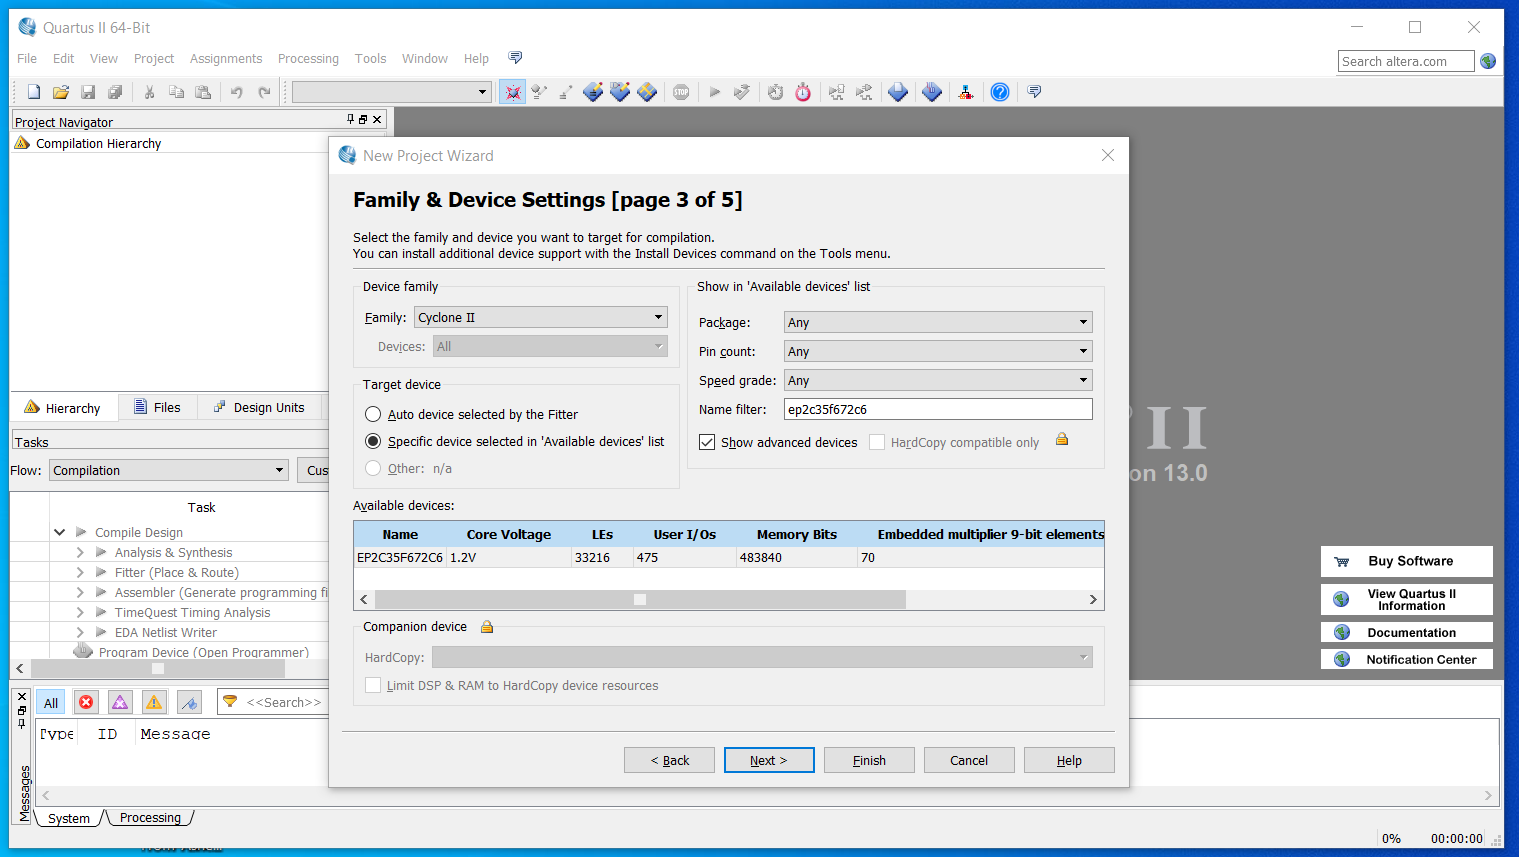 Quartus II 64-Bit
File Edit View Project Assignments Processing Tools Window Help
Search altera.com
Project Navigator
Compilation Hierarchy
Hierarchy Files Design Units
Tasks
Flow: Compilation
Task
Compile Design
Analysis & Synthesis
Fitter (Place & Route)
Assembler (Generate programming fi
TimeQuest Timing Analysis
EDA Netlist Writer
Program Device (Open Programmer)
New Project Wizard
Family & Device Settings [page 3 of 5]
Select the family and device you want to target for compilation.
You can install additional device support with the Install Devices command on the Tools menu.
Device family
Family: Cyclone II
Devices: All
Target device
Auto device selected by the Fitter
Specific device selected in 'Available devices' list
Other: n/a
Show in 'Available devices' list
Package: Any
Pin count: Any
Speed grade: Any
Name filter: ep2c35f672c6
Show advanced devices HardCopy compatible only
Available devices:
Name Core Voltage LEs User I/Os Memory Bits Embedded multiplier 9-bit elements
EP2C35F672C6 1.2V 33216 475 483840 70
Companion device
HardCopy:
Limit DSP & RAM to HardCopy device resources
< Back Next > Finish Cancel Help
II
on 13.0
Buy Software
View Quartus II
Information
Documentation
Notification Center
All <<Search>>
Type ID Message
Messages
System Processing
0% 00:00:00